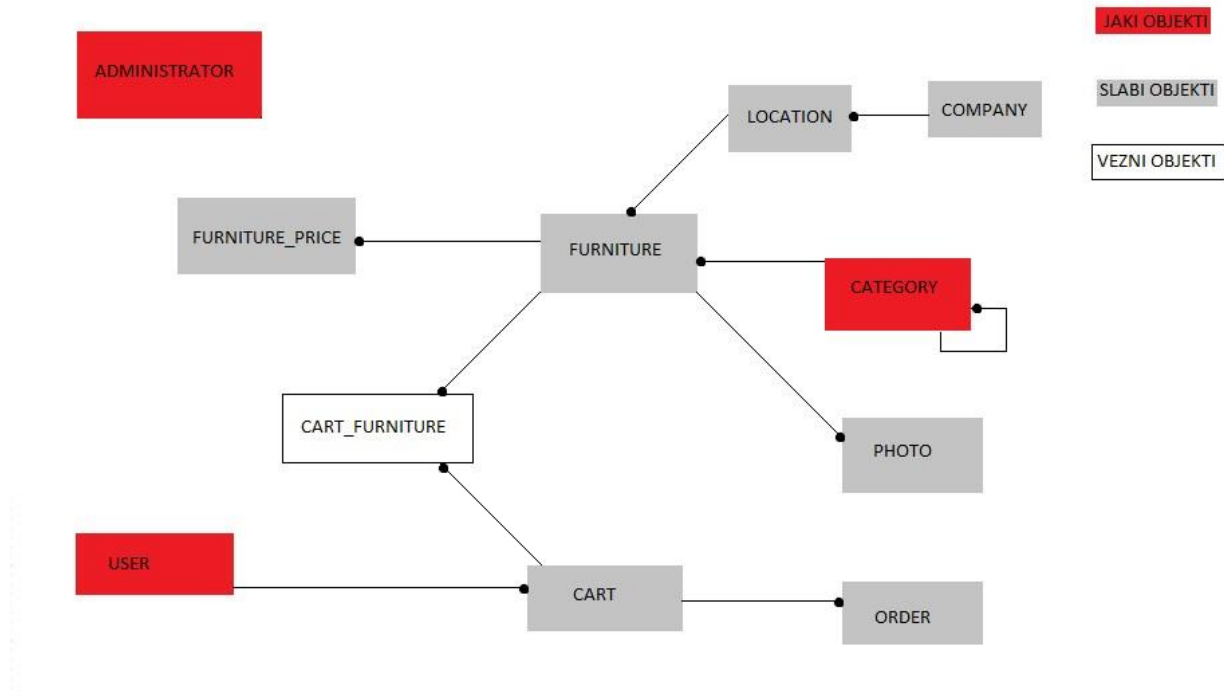 JAKI OBJEKTI
ADMINISTRATOR
SLABI OBJEKTI
LOCATION
COMPANY
VEZNI OBJEKTI
FURNITURE_PRICE
FURNITURE
CATEGORY
CART_FURNITURE
PHOTO
USER
CART
ORDER